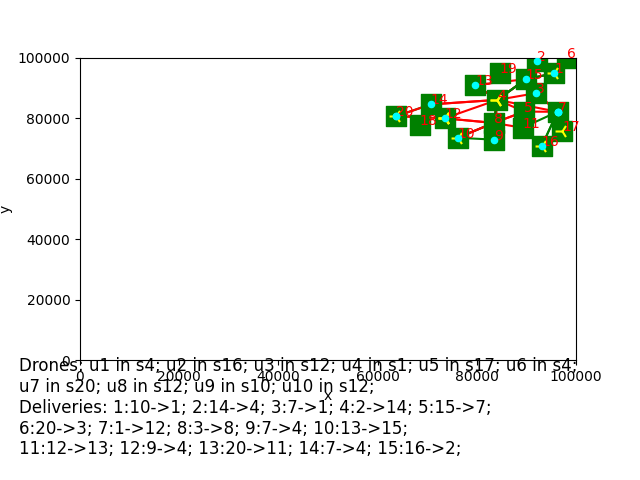 2
6
100000
19
80000
60000
y
40000
20000
0
Drones: u1 in s4; u2 in s16; u3 in s12; u4 in s1; u5 in s17; u6 in s4;
0 20000 40000 60000 80000 100000
u7 in s20; u8 in s12; u9 in s10; u10 in s12;
x
Deliveries: 1:10->1; 2:14->4; 3:7->1; 4:2->14; 5:15->7;
6:20->3; 7:1->12; 8:3->8; 9:7->4; 10:13->15;
11:12->13; 12:9->4; 13:20->11; 14:7->4; 15:16->2;